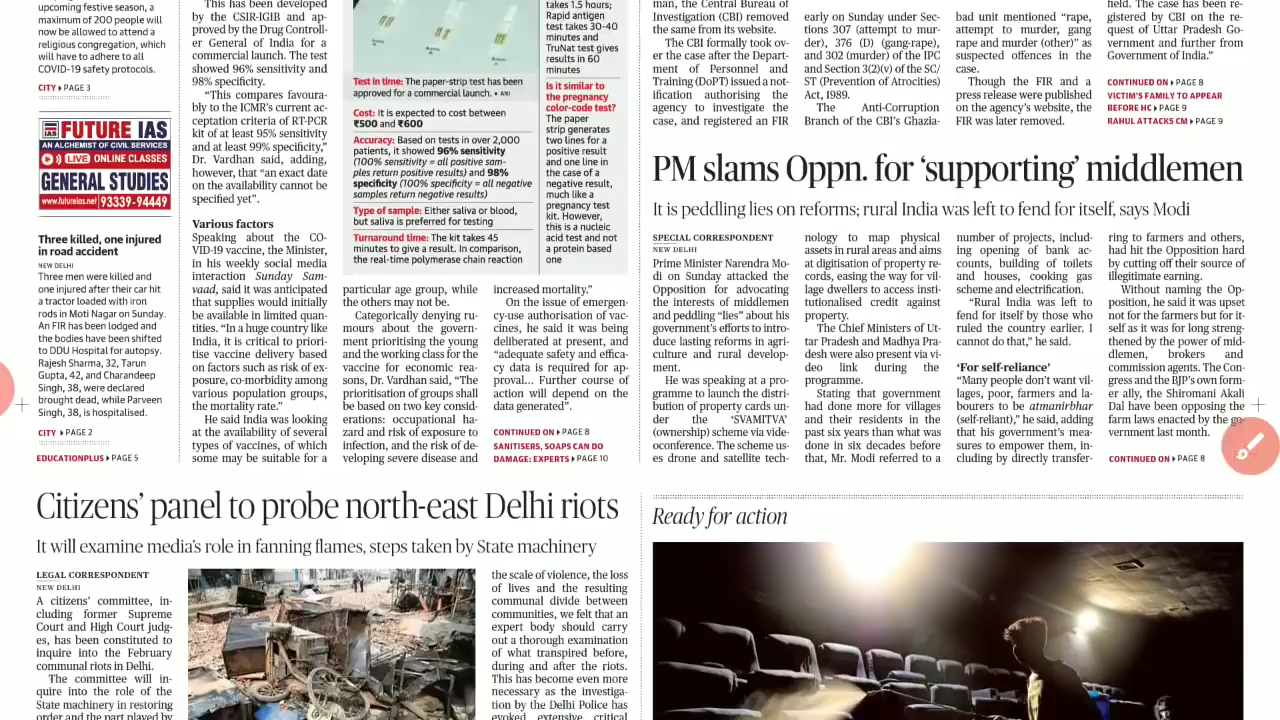 upcoming festive season, a
maximum of 200 people will
now be allowed to attend a
religious congregation, which
will have to adhere to all
COVID-19 safety protocols.
CITY ▸ PAGE 3
FUTURE IAS
IAS
AN ALCHEMIST OF CIVIL SERVICES
LIVE ONLINE CLASSES
GENERAL STUDIES
www.futureias.net 93339-94449
Three killed, one injured
in road accident
NEW DELHI
Three men were killed and
one injured after their car hit
a tractor loaded with iron
rods in Moti Nagar on Sunday.
An FIR has been lodged and
the bodies have been shifted
to DDU Hospital for autopsy.
Rajesh Sharma, 32, Tarun
Gupta, 42, and Charandeep
Singh, 38, were declared
brought dead, while Parveen
Singh, 38, is hospitalised.
CITY ▸ PAGE 2
EDUCATIONPLUS ▸ PAGE 5
This has been developed
by the CSIR-IGIB and ap-
proved by the Drug Controll-
er General of India for a
commercial launch. The test
showed 96% sensitivity and
98% specificity.
“This compares favoura-
bly to the ICMR's current ac-
ceptation criteria of RT-PCR
kit of at least 95% sensitivity
and at least 99% specificity,”
Dr. Vardhan said, adding,
however, that “an exact date
on the availability cannot be
specified yet”.
Various factors
Speaking about the CO-
VID-19 vaccine, the Minister,
in his weekly social media
interaction Sunday Sam-
vaad, said it was anticipated
that supplies would initially
be available in limited quan-
tities. “In a huge country like
India, it is critical to priori-
tise vaccine delivery based
on factors such as risk of ex-
posure, co-morbidity among
various population groups,
the mortality rate.”
He said India was looking
at the availability of several
types of vaccines, of which
some may be suitable for a
Test in time: The paper-strip test has been
approved for a commercial launch. • ANI
Cost: It is expected to cost between
₹500 and ₹600
Accuracy: Based on tests in over 2,000
patients, it showed 96% sensitivity
(100% sensitivity = all positive sam-
ples return positive results) and 98%
specificity (100% specificity = all negative
samples return negative results)
Type of sample: Either saliva or blood,
but saliva is preferred for testing
Turnaround time: The kit takes 45
minutes to give a result. In comparison,
the real-time polymerase chain reaction
takes 1.5 hours;
Rapid antigen
test takes 30-40
minutes and
TruNat test gives
results in 60
minutes
Is it similar to
the pregnancy
color-code test?
The paper
strip generates
two lines for a
positive result
and one line in
the case of a
negative result,
much like a
pregnancy test
kit. However,
this is a nucleic
acid test and not
a protein based
one
particular age group, while
the others may not be.
Categorically denying ru-
mours about the govern-
ment prioritising the young
and the working class for the
vaccine for economic rea-
sons, Dr. Vardhan said, “The
prioritisation of groups shall
be based on two key consid-
erations: occupational ha-
zard and risk of exposure to
infection, and the risk of de-
veloping severe disease and
increased mortality.”
On the issue of emergen-
cy-use authorisation of vac-
cines, he said it was being
deliberated at present, and
“adequate safety and effica-
cy data is required for ap-
proval... Further course of
action will depend on the
data generated”.
CONTINUED ON ▸ PAGE 8
SANITISERS, SOAPS CAN DO
DAMAGE: EXPERTS ▸ PAGE 10
man, the Central Bureau of
Investigation (CBI) removed
the same from its website.
The CBI formally took ov-
er the case after the Depart-
ment of Personnel and
Training (DoPT) issued a not-
ification authorising the
agency to investigate the
case, and registered an FIR
early on Sunday under Sec-
tions 307 (attempt to mur-
der), 376 (D) (gang-rape),
and 302 (murder) of the IPC
and Section 3(2)(v) of the SC/
ST (Prevention of Atrocities)
Act, 1989.
The Anti-Corruption
Branch of the CBI's Ghazia-
bad unit mentioned “rape,
attempt to murder, gang
rape and murder (other)” as
suspected offences in the
case.
Though the FIR and a
press release were published
on the agency's website, the
FIR was later removed.
field. The case has been re-
gistered by CBI on the re-
quest of Uttar Pradesh Go-
vernment and further from
Government of India.”
CONTINUED ON ▸ PAGE 8
VICTIM'S FAMILY TO APPEAR
BEFORE HC ▸ PAGE 9
RAHUL ATTACKS CM ▸ PAGE 9
PM slams Oppn. for ‘supporting’ middlemen
It is peddling lies on reforms; rural India was left to fend for itself, says Modi
SPECIAL CORRESPONDENT
NEW DELHI
Prime Minister Narendra Mo-
di on Sunday attacked the
Opposition for advocating
the interests of middlemen
and peddling “lies” about his
government's efforts to intro-
duce lasting reforms in agri-
culture and rural develop-
ment.
He was speaking at a pro-
gramme to launch the distri-
bution of property cards un-
der the ‘SVAMITVA’
(ownership) scheme via vide-
oconference. The scheme us-
es drone and satellite tech-
nology to map physical
assets in rural areas and aims
at digitisation of property re-
cords, easing the way for vil-
lage dwellers to access insti-
tutionalised credit against
property.
The Chief Ministers of Ut-
tar Pradesh and Madhya Pra-
desh were also present via vi-
deo link during the
programme.
Stating that government
had done more for villages
and their residents in the
past six years than what was
done in six decades before
that, Mr. Modi referred to a
number of projects, includ-
ing opening of bank ac-
counts, building of toilets
and houses, cooking gas
scheme and electrification.
“Rural India was left to
fend for itself by those who
ruled the country earlier. I
cannot do that,” he said.
‘For self-reliance’
“Many people don't want vil-
lages, poor, farmers and la-
bourers to be atmanirbhar
(self-reliant),” he said, adding
that his government's mea-
sures to empower them, in-
cluding by directly transfer-
ring to farmers and others,
had hit the Opposition hard
by cutting off their source of
illegitimate earning.
Without naming the Op-
position, he said it was upset
not for the farmers but for it-
self as it was for long streng-
thened by the power of mid-
dlemen, brokers and
commission agents. The Con-
gress and the BJP's own form-
er ally, the Shiromani Akali
Dal have been opposing the
farm laws enacted by the go-
vernment last month.
CONTINUED ON ▸ PAGE 8
Citizens’ panel to probe north-east Delhi riots
It will examine media's role in fanning flames, steps taken by State machinery
LEGAL CORRESPONDENT
NEW DELHI
A citizens' committee, in-
cluding former Supreme
Court and High Court judg-
es, has been constituted to
inquire into the February
communal riots in Delhi.
The committee will in-
quire into the role of the
State machinery in restoring
order and the part played by
the scale of violence, the loss
of lives and the resulting
communal divide between
communities, we felt that an
expert body should carry
out a thorough examination
of what transpired before,
during and after the riots.
This has become even more
necessary as the investiga-
tion by the Delhi Police has
evoked extensive critical
Ready for action